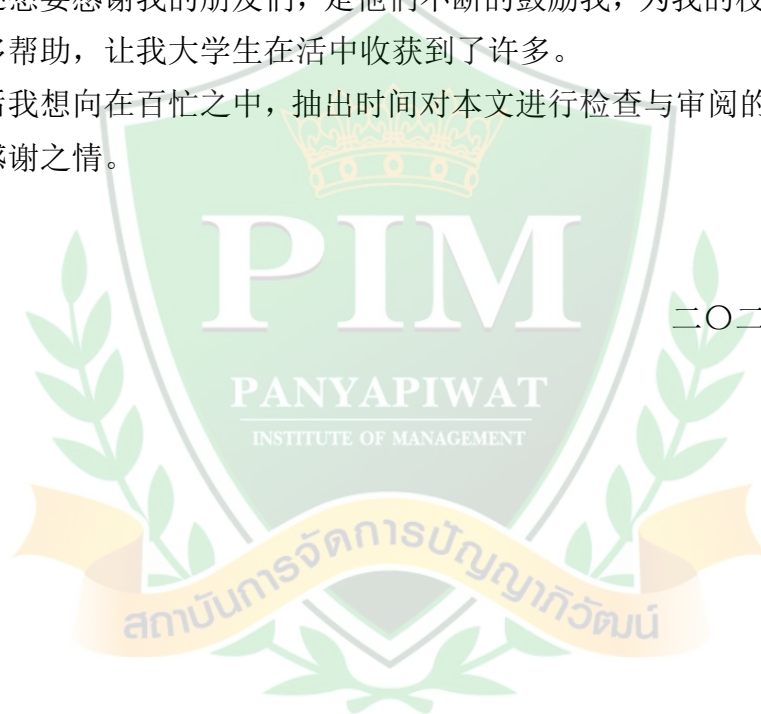 想要感谢我的朋友们，是他们不断的鼓励我，为我的
多帮助，让我大学生在活中收获到了许多。
后我想向在百忙之中，抽出时间对本文进行检查与审阅的
感谢之情。
PIM
二〇二
PANYAPIWAT
INSTITUTE OF MANAGEMENT
สถาบันการจัดการปัญญาภิวัฒน์